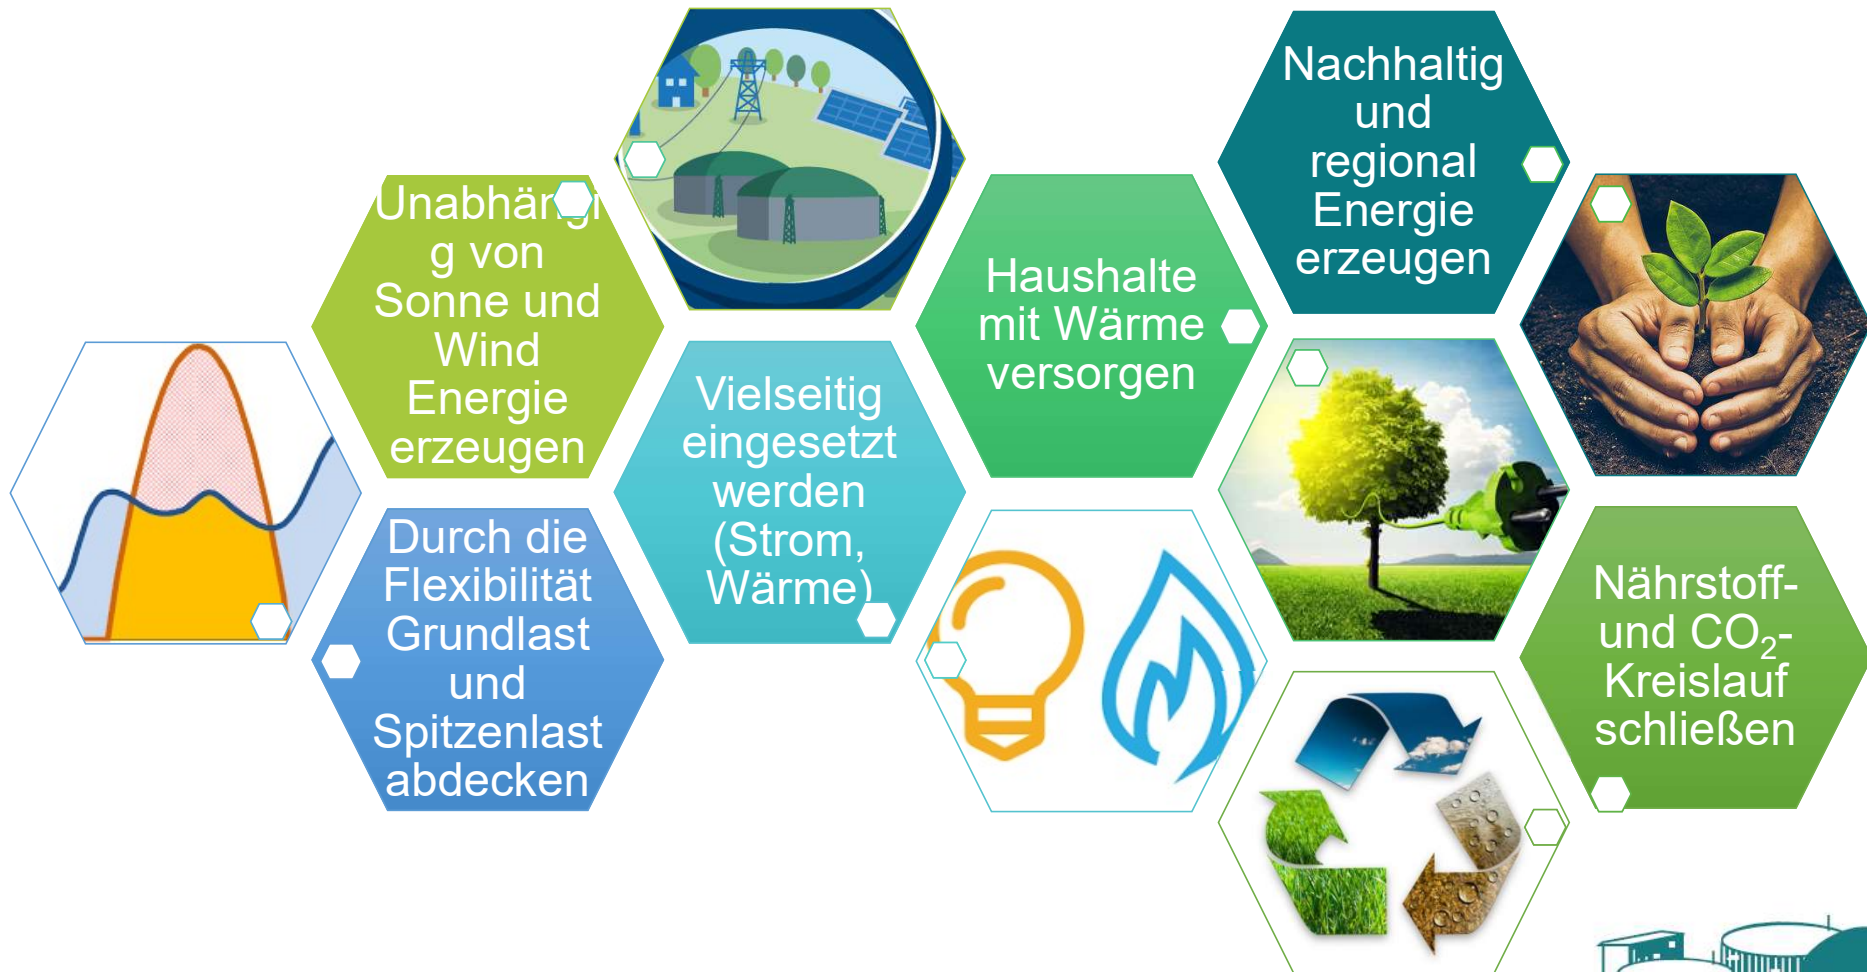 Unabhängi
g von
Sonne und
Wind
Energie
erzeugen
Durch die
Flexibilität
Grundlast
und
Spitzenlast
abdecken
Vielseitig
eingesetzt
werden
(Strom,
Wärme)
Haushalte
mit Wärme
versorgen
Nachhaltig
und
regional
Energie
erzeugen
Nährstoff-
und CO₂-
Kreislauf
schließen